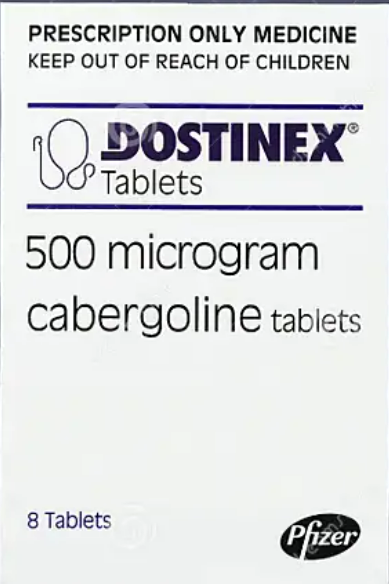 PRESCRIPTION ONLY MEDICINE
KEEP OUT OF REACH OF CHILDREN
DOSTINEX®
Tablets
500 microgram
cabergoline tablets
8 Tablets
Pfizer